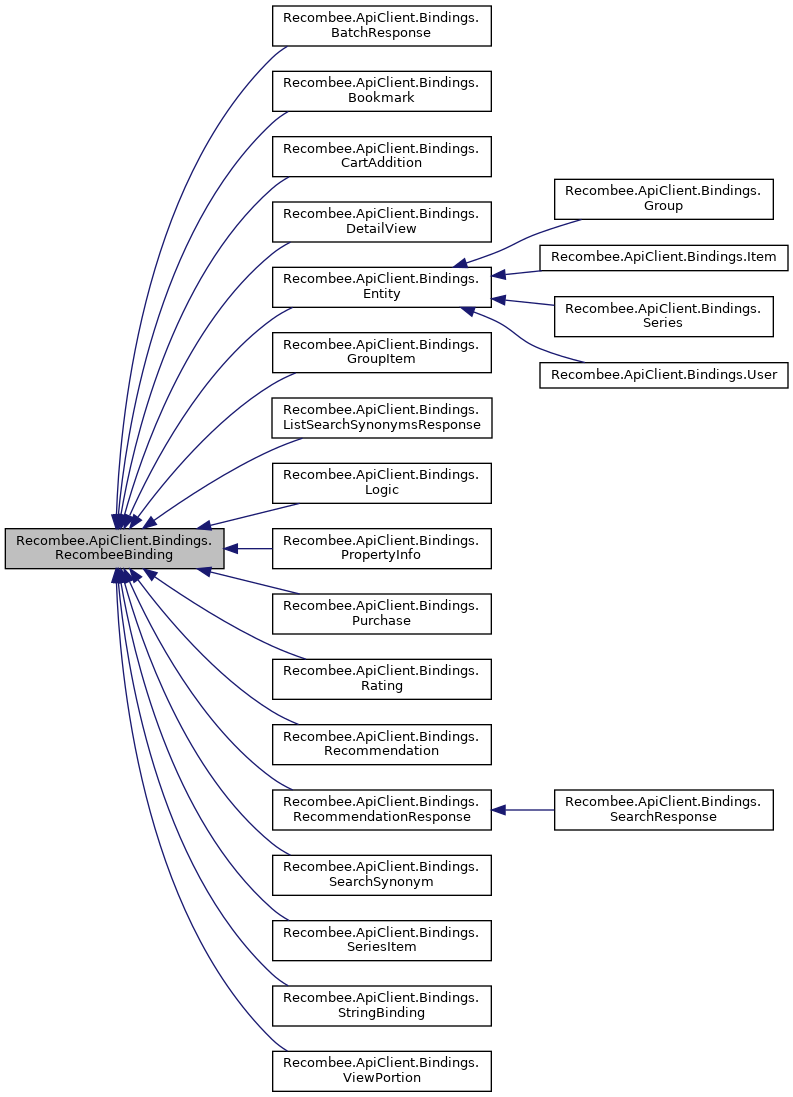 Recombee.ApiClient.Bindings.
BatchResponse
Recombee.ApiClient.Bindings.
Bookmark
Recombee.ApiClient.Bindings.
CartAddition
Recombee.ApiClient.Bindings.
DetailView
Recombee.ApiClient.Bindings.
Entity
Recombee.ApiClient.Bindings.
Group
Recombee.ApiClient.Bindings.Item
Recombee.ApiClient.Bindings.
Series
Recombee.ApiClient.Bindings.User
Recombee.ApiClient.Bindings.
GroupItem
Recombee.ApiClient.Bindings.
ListSearchSynonymsResponse
Recombee.ApiClient.Bindings.
Logic
Recombee.ApiClient.Bindings.
RecombeeBinding
Recombee.ApiClient.Bindings.
PropertyInfo
Recombee.ApiClient.Bindings.
Purchase
Recombee.ApiClient.Bindings.
Rating
Recombee.ApiClient.Bindings.
Recommendation
Recombee.ApiClient.Bindings.
RecommendationResponse
Recombee.ApiClient.Bindings.
SearchResponse
Recombee.ApiClient.Bindings.
SearchSynonym
Recombee.ApiClient.Bindings.
SeriesItem
Recombee.ApiClient.Bindings.
StringBinding
Recombee.ApiClient.Bindings.
ViewPortion